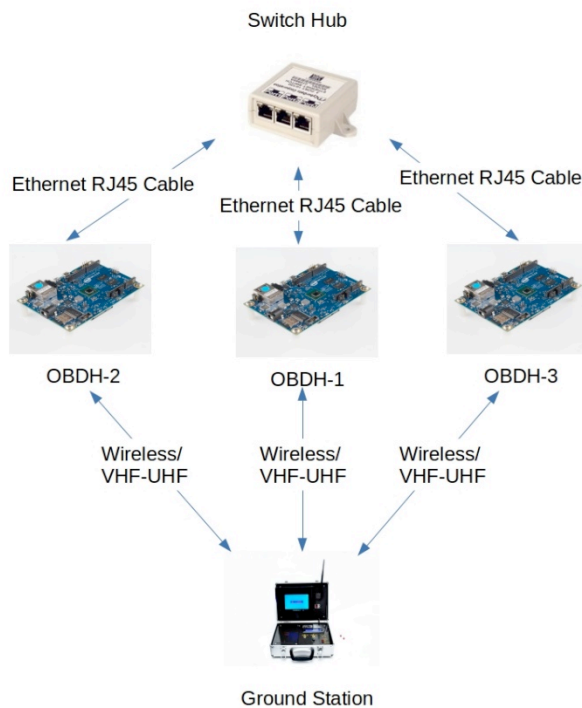 Switch Hub
Ethernet RJ45 Cable
Ethernet RJ45 Cable
Ethernet RJ45 Cable
OBDH-2
OBDH-1
OBDH-3
Wireless/
VHF-UHF
Wireless/
VHF-UHF
Wireless/
VHF-UHF
Ground Station